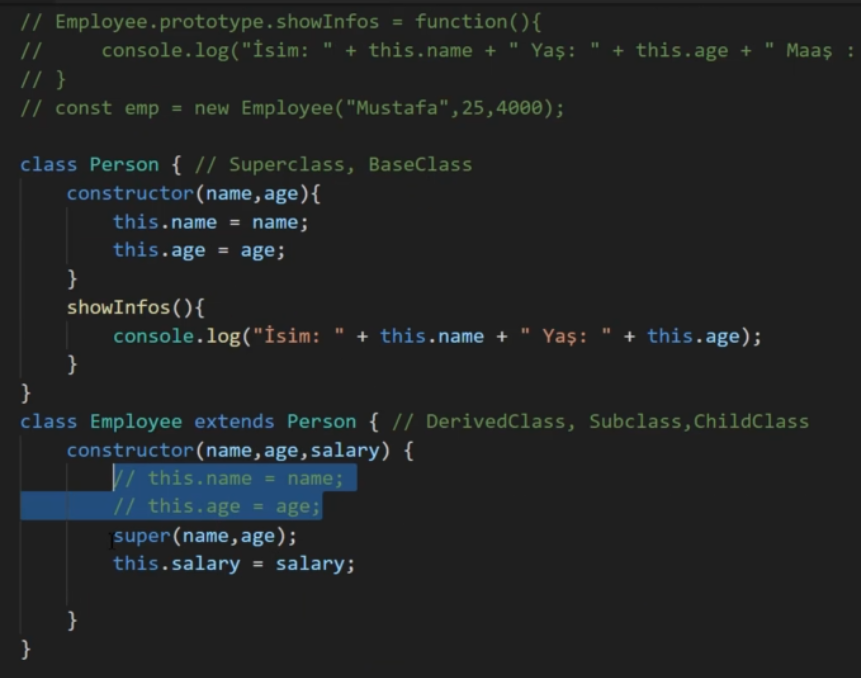 // Employee.prototype.showInfos = function(){
//     console.log("İsim: " + this.name + " Yaş: " + this.age + " Maaş :
// }
// const emp = new Employee("Mustafa",25,4000);
class Person { // Superclass, BaseClass
    constructor(name,age){
        this.name = name;
        this.age = age;
    }
    showInfos(){
        console.log("İsim: " + this.name + " Yaş: " + this.age);
    }
}
class Employee extends Person { // DerivedClass, Subclass,ChildClass
    constructor(name,age,salary) {
        // this.name = name;
        // this.age = age;
        super(name,age);
        this.salary = salary;
    }
}